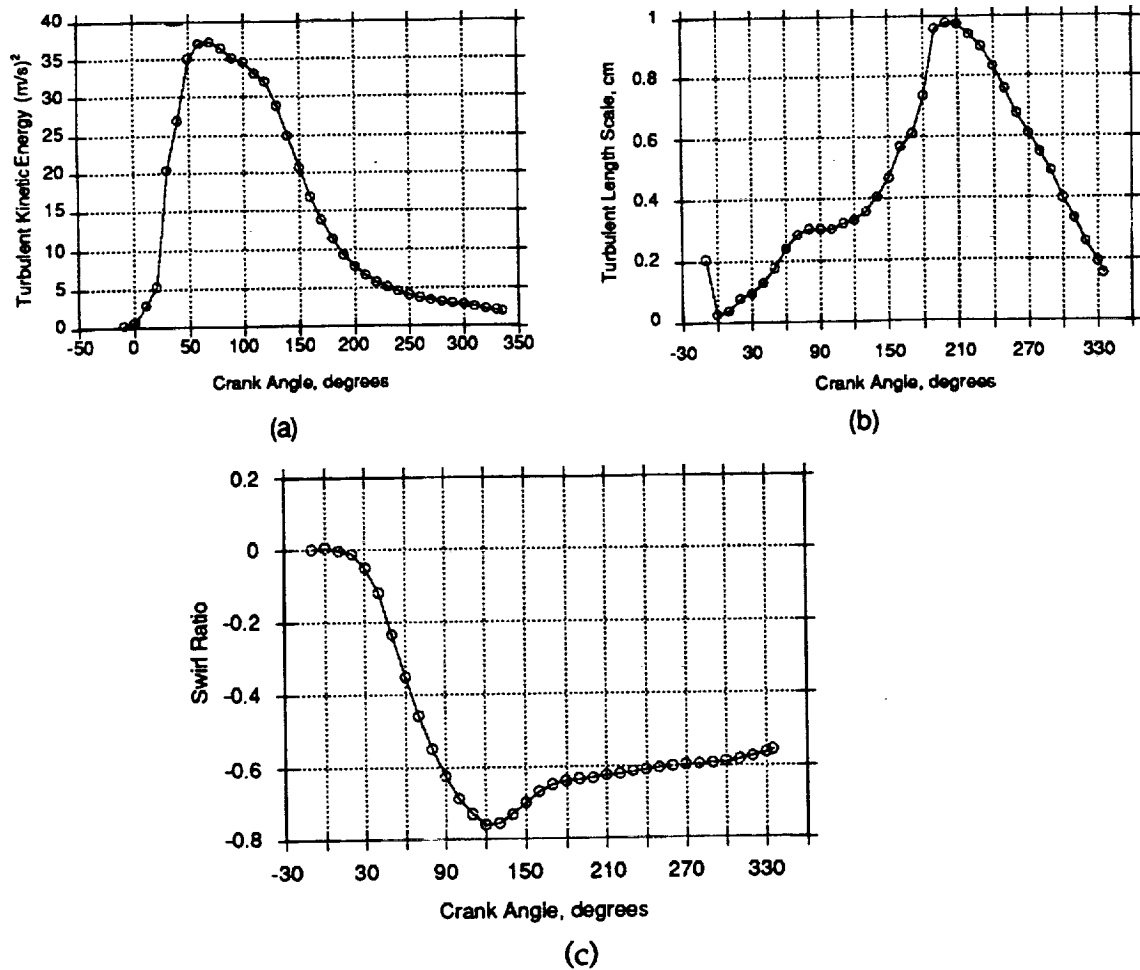 40
35
30
25
20
15
10
5
0
Turbulent Kinetic Energy (m/s)²
-50 0 50 100 150 200 250 300 350
Crank Angle, degrees
(a)
1
0.8
0.6
0.4
0.2
0
Turbulent Length Scale, cm
-30 30 90 150 210 270 330
Crank Angle, degrees
(b)
0.2
0
-0.2
-0.4
-0.6
-0.8
Swirl Ratio
-30 30 90 150 210 270 330
Crank Angle, degrees
(c)